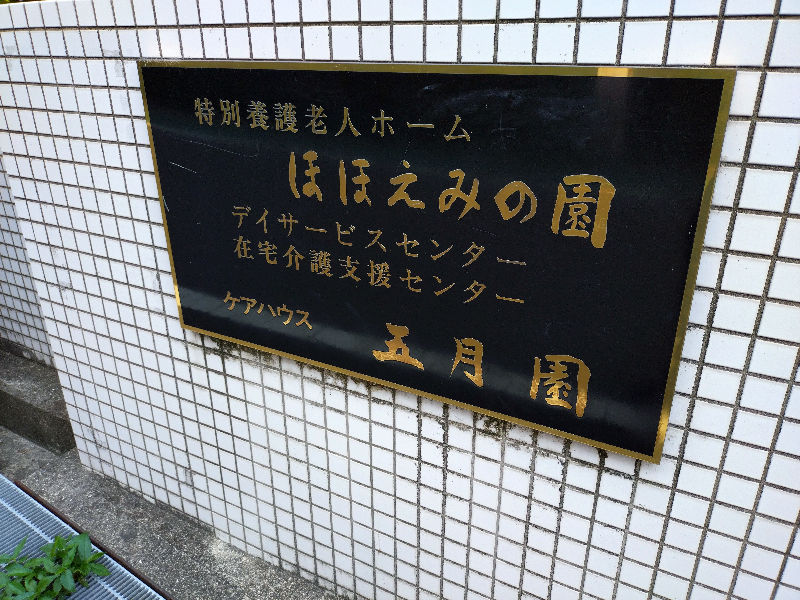 特別養護老人ホーム
ほほえみの園
デイサービスセンター
在宅介護支援センター
ケアハウス 五月園